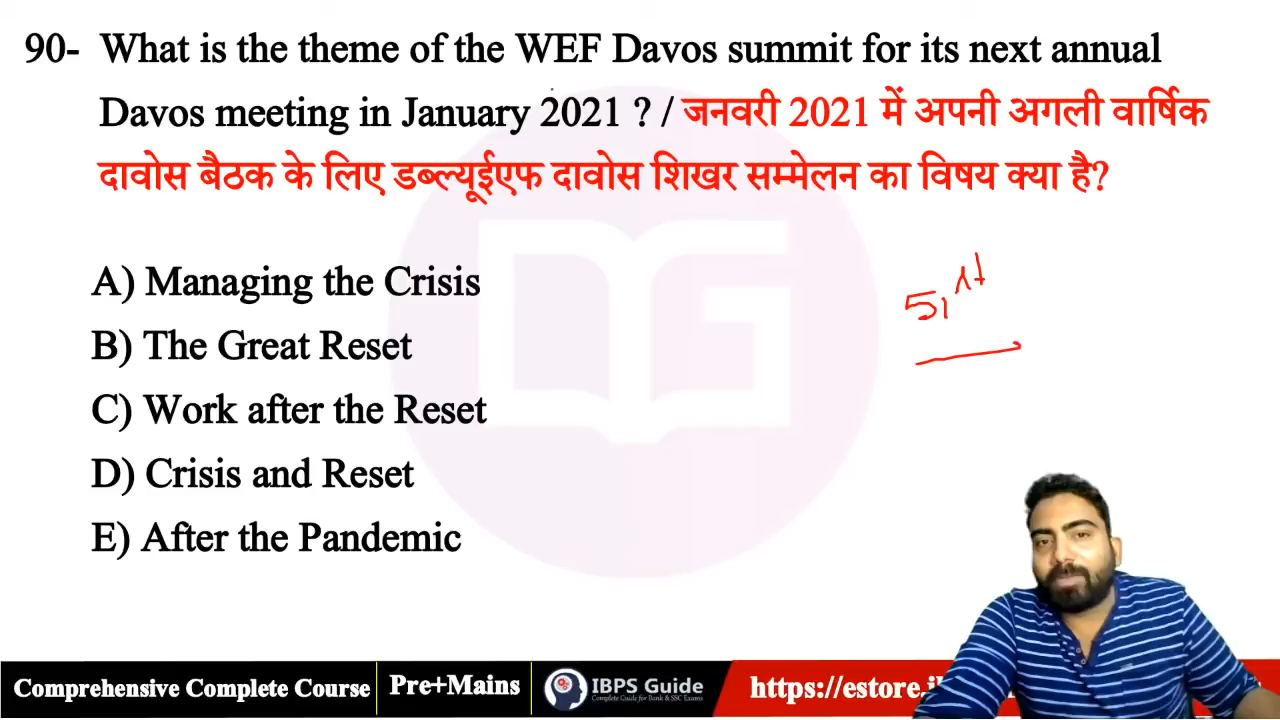 90- What is the theme of the WEF Davos summit for its next annual
Davos meeting in January 2021 ? / जनवरी 2021 में अपनी अगली वार्षिक
दावोस बैठक के लिए डब्ल्यूईएफ दावोस शिखर सम्मेलन का विषय क्या है?
A) Managing the Crisis
51st
B) The Great Reset
C) Work after the Reset
D) Crisis and Reset
E) After the Pandemic
Comprehensive Complete Course
Pre+Mains
IBPS Guide
Complete Guide for Bank & SSC Exams
https://estore.i